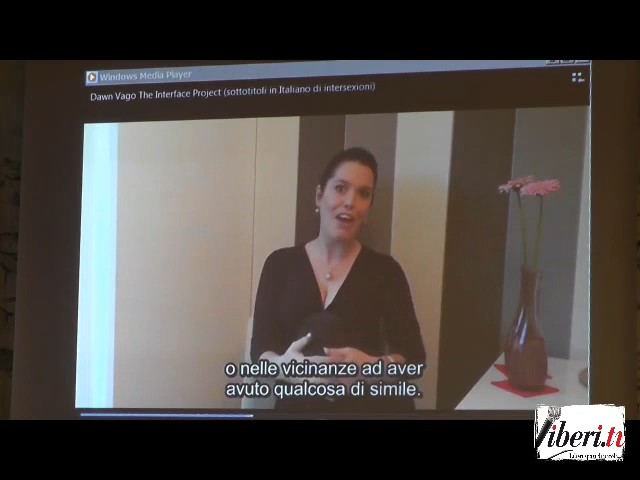 Windows Media Player
Dawn Vago The Interface Project (sottotitoli in Italiano di intersexioni)
o nelle vicinanze ad aver
avuto qualcosa di simile.
liberi.tv